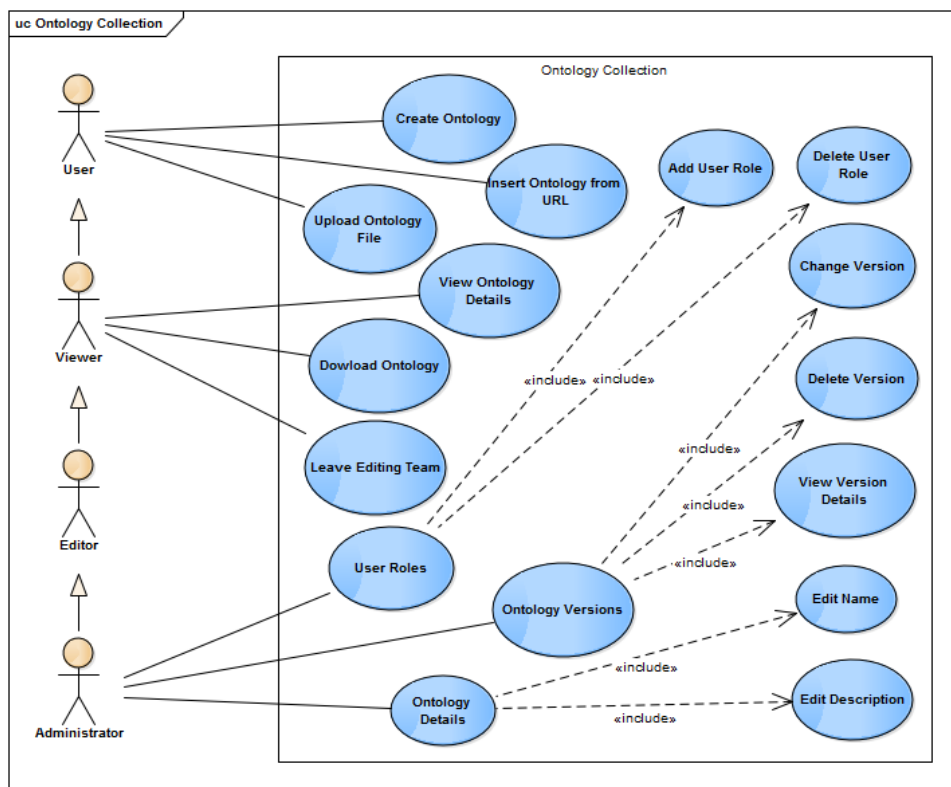 uc Ontology Collection
Ontology Collection
User
Create Ontology
Insert Ontology from
URL
Upload Ontology
File
Add User Role
Delete User
Role
Viewer
View Ontology
Details
Change Version
Dowload Ontology
Delete Version
«include»
«include»
Leave Editing Team
«include»
View Version
Details
Editor
«include»
«include»
User Roles
Ontology Versions
Edit Name
«include»
Administrator
Ontology
Details
Edit Description
«include»